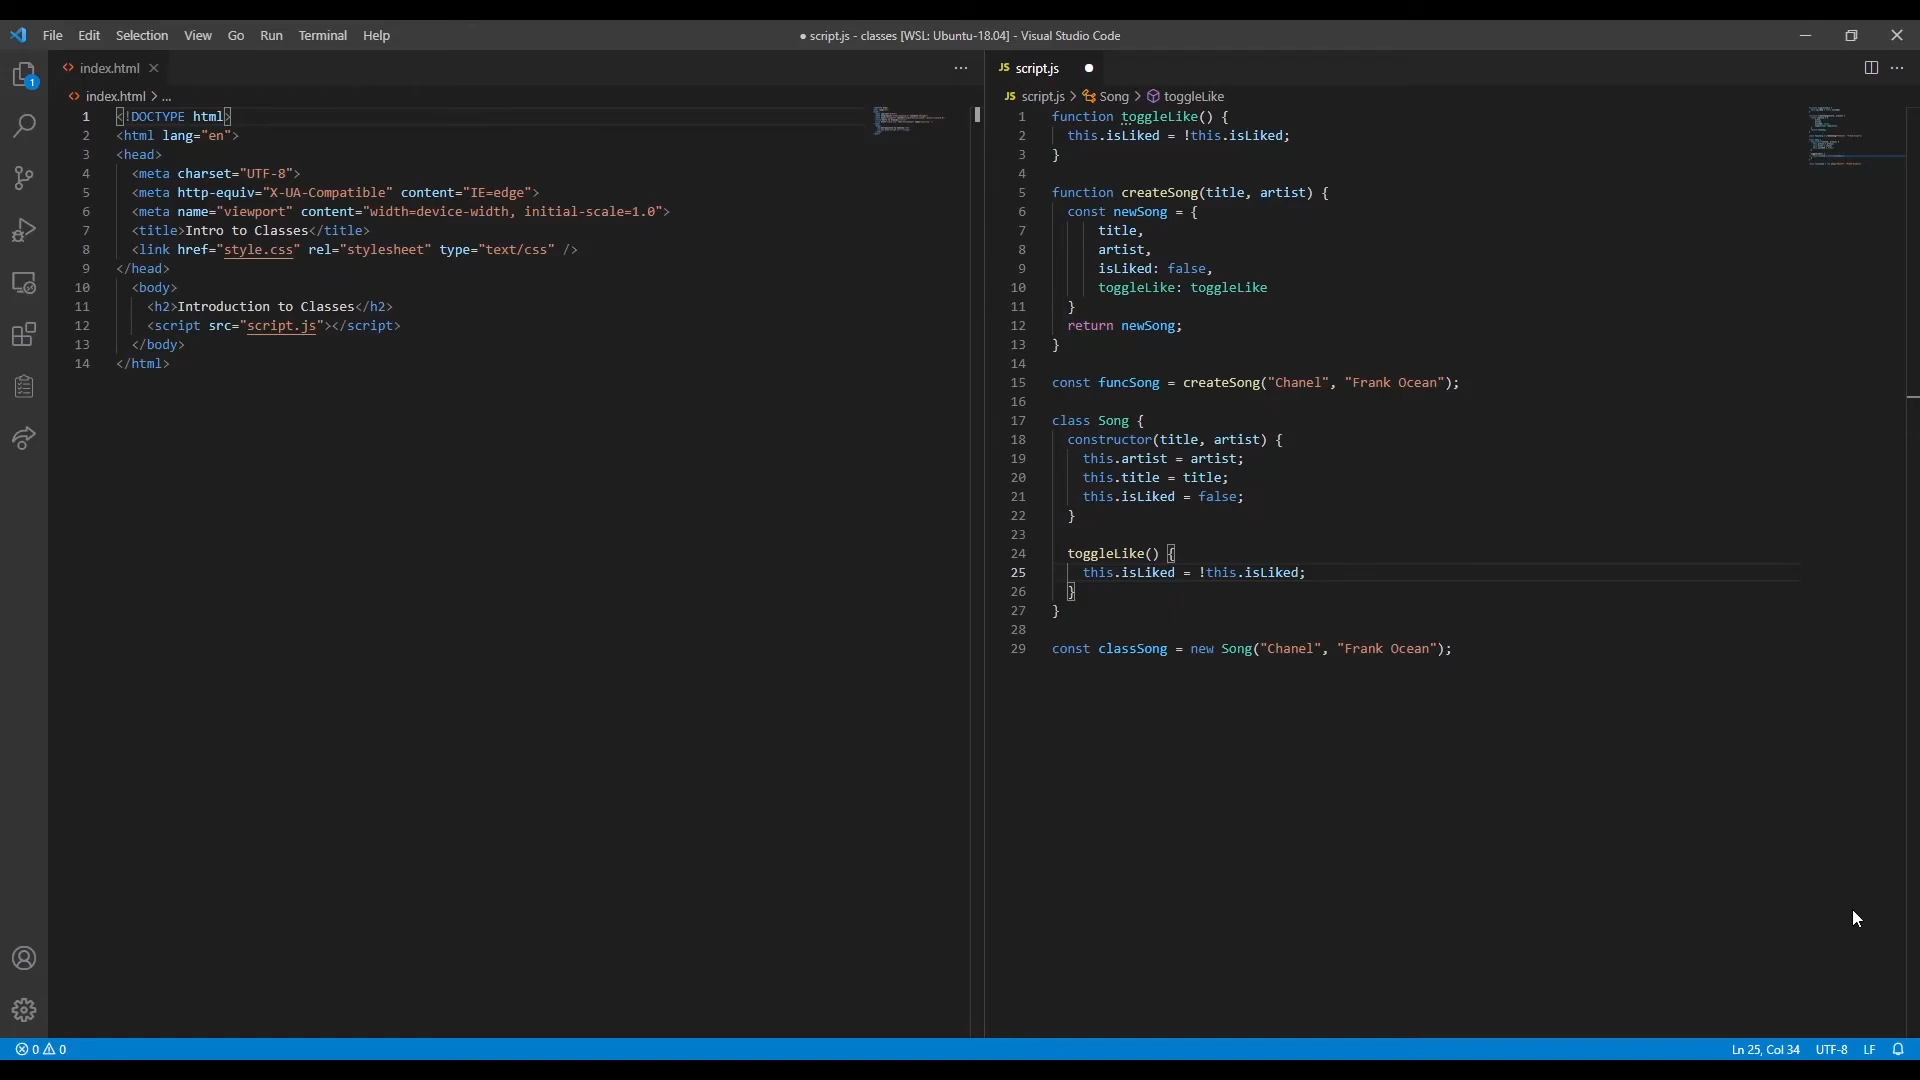 File Edit Selection View Go Run Terminal Help
● script.js - classes [WSL: Ubuntu-18.04] - Visual Studio Code
1
index.html
index.html > ...
1 <!DOCTYPE html>
2 <html lang="en">
3 <head>
4   <meta charset="UTF-8">
5   <meta http-equiv="X-UA-Compatible" content="IE=edge">
6   <meta name="viewport" content="width=device-width, initial-scale=1.0">
7   <title>Intro to Classes</title>
8   <link href="style.css" rel="stylesheet" type="text/css" />
9 </head>
10   <body>
11     <h2>Introduction to Classes</h2>
12     <script src="script.js"></script>
13   </body>
14 </html>
JS script.js ●
JS script.js > Song > toggleLike
1 function toggleLike() {
2   this.isLiked = !this.isLiked;
3 }
4
5 function createSong(title, artist) {
6   const newSong = {
7       title,
8       artist,
9       isLiked: false,
10       toggleLike: toggleLike
11   }
12   return newSong;
13 }
14
15 const funcSong = createSong("Chanel", "Frank Ocean");
16
17 class Song {
18   constructor(title, artist) {
19     this.artist = artist;
20     this.title = title;
21     this.isLiked = false;
22   }
23
24   toggleLike() {
25     this.isLiked = !this.isLiked;
26   }
27 }
28
29 const classSong = new Song("Chanel", "Frank Ocean");
0 0
Ln 25, Col 34 UTF-8 LF